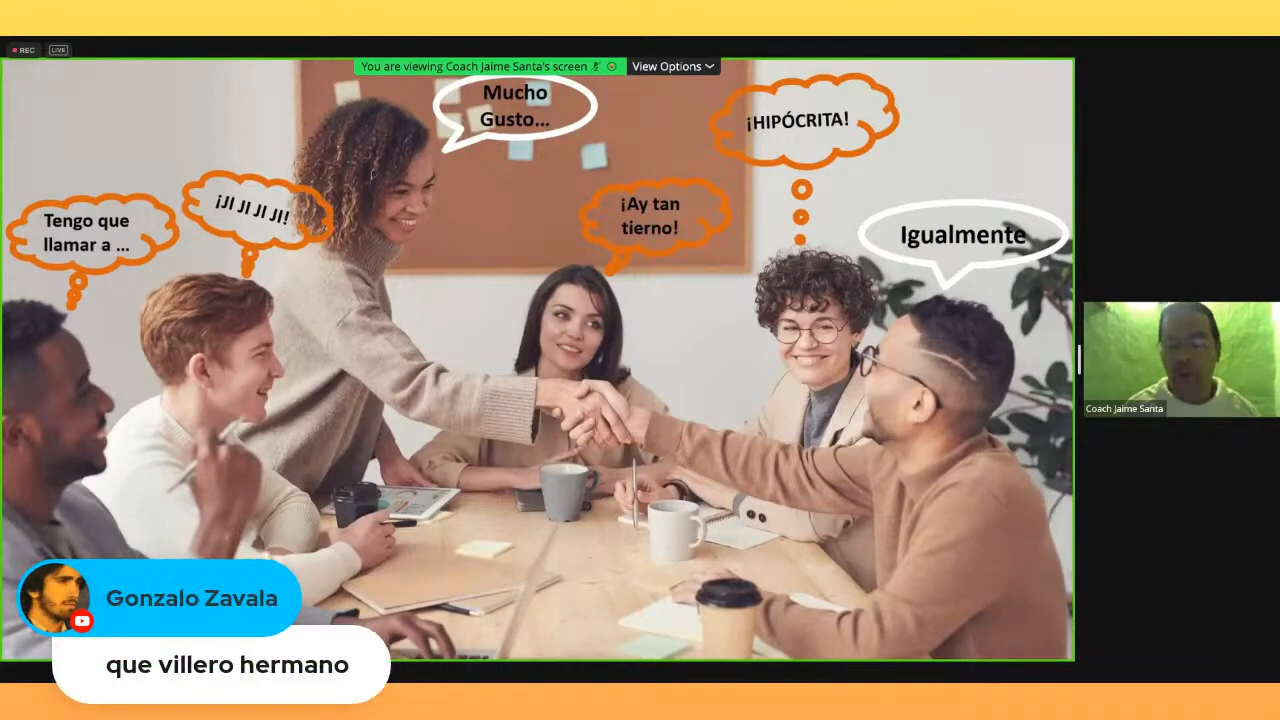 REC
LIVE
You are viewing Coach Jaime Santa's screen
View Options
Mucho
Gusto...
¡HIPÓCRITA!
¡JI JI JI JI!
Tengo que
llamar a ...
¡Ay tan
tierno!
Igualmente
Coach Jaime Santa
Gonzalo Zavala
que villero hermano